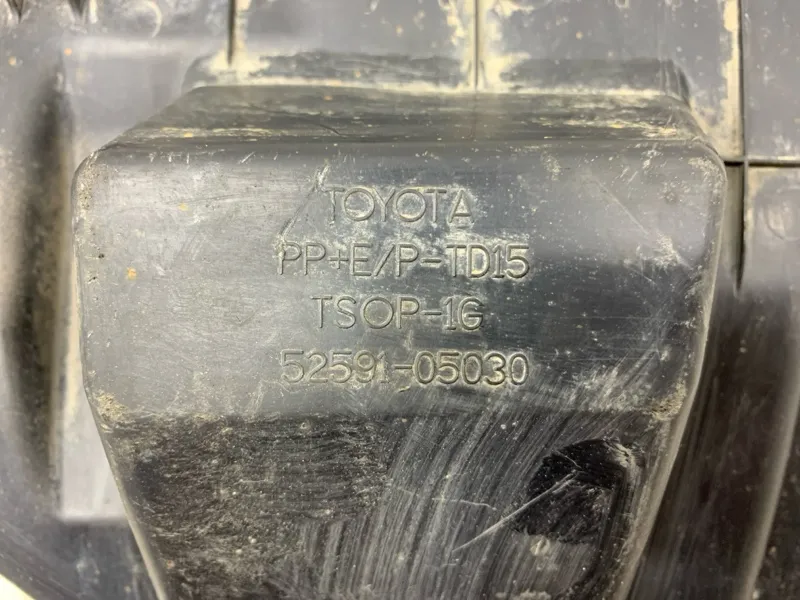 TOYOTA
PP+E/P-TD15
TSOP-1G
52591-05030